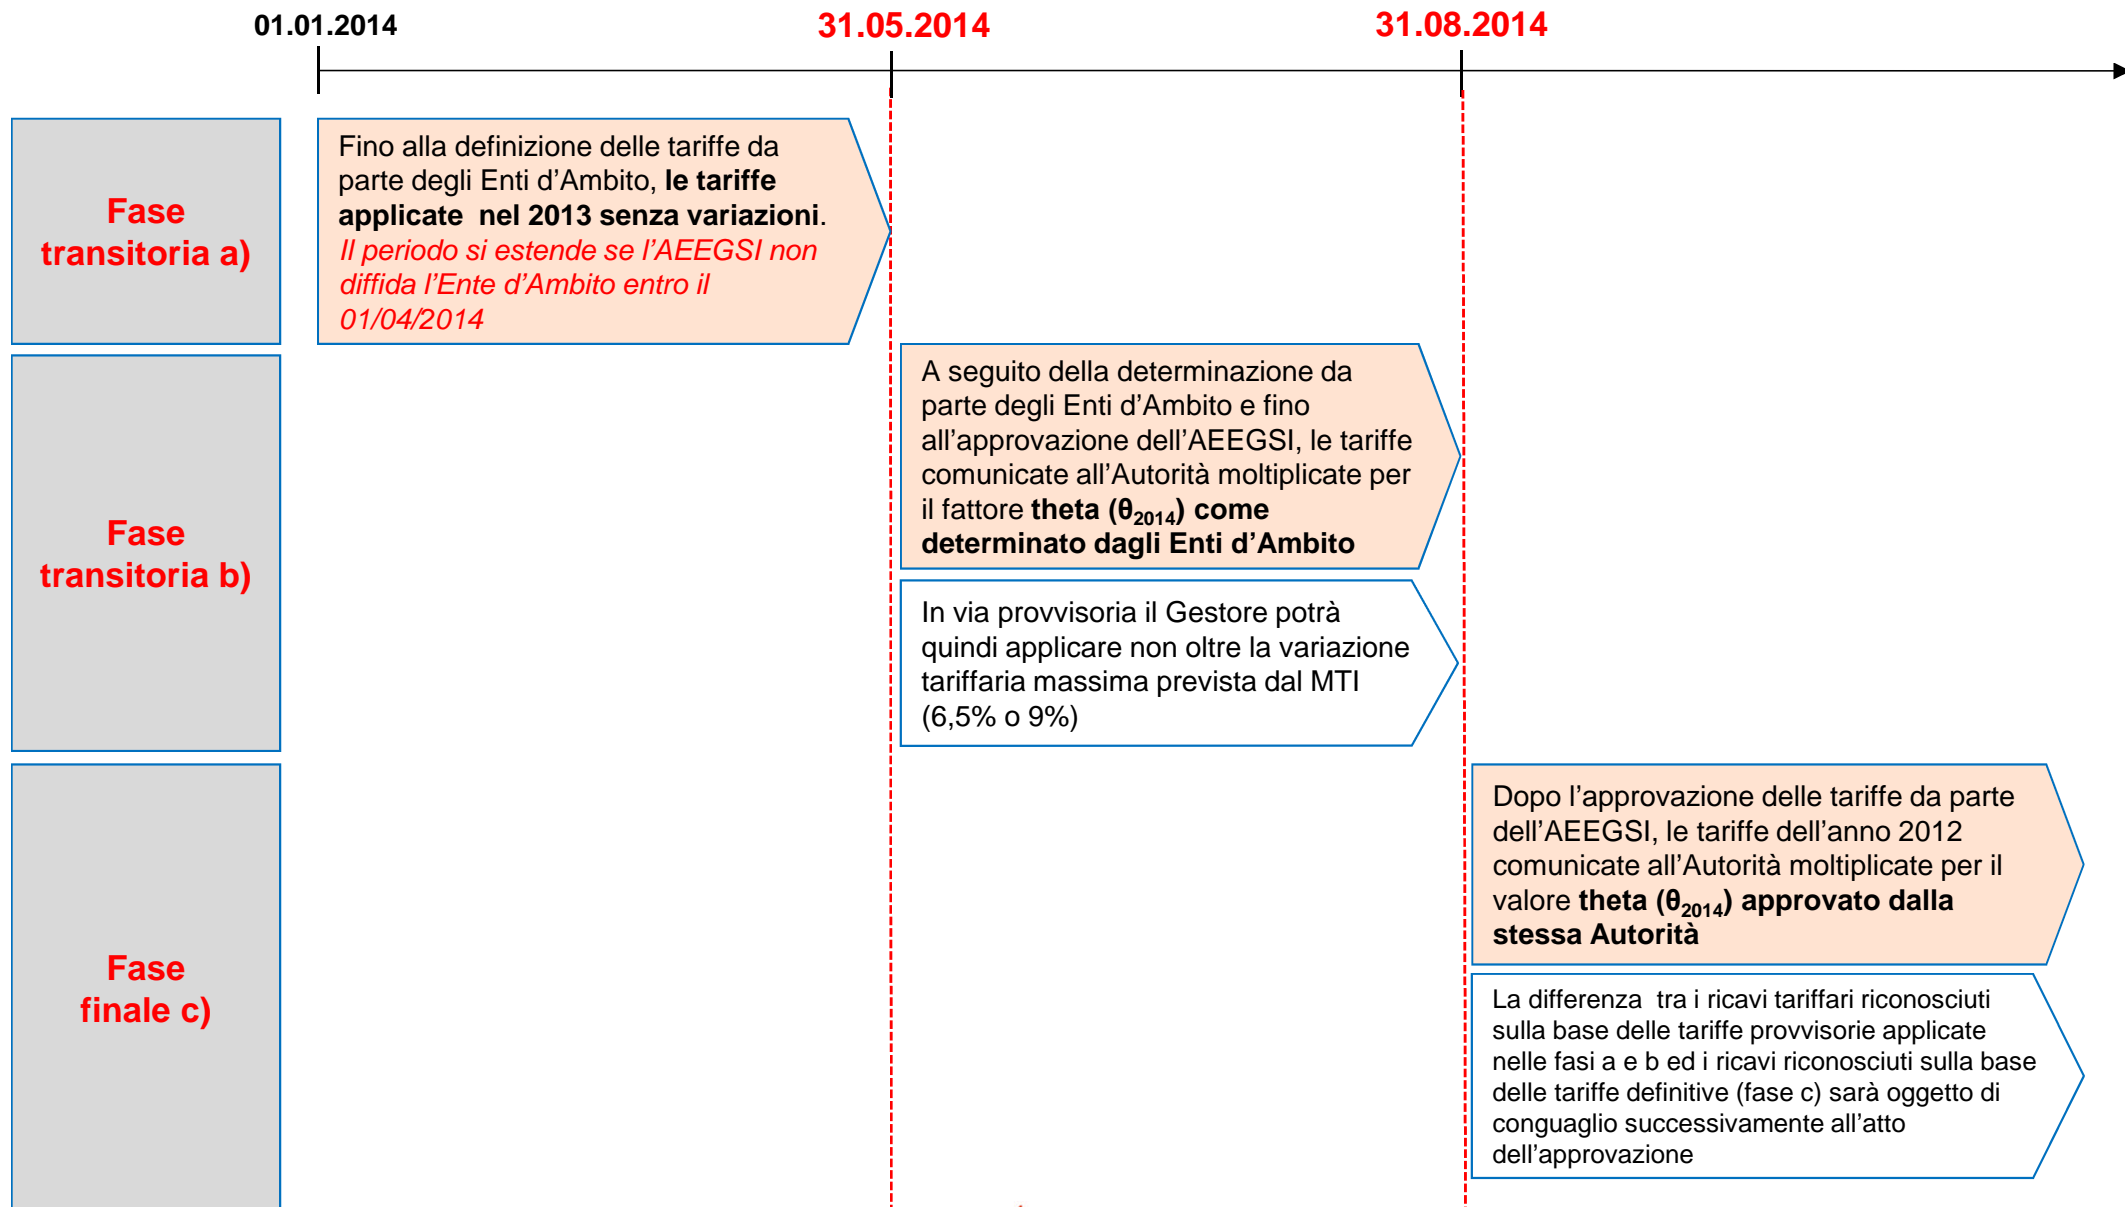 01.01.2014
31.05.2014
31.08.2014
Fase
transitoria a)
Fino alla definizione delle tariffe da
parte degli Enti d’Ambito, le tariffe
applicate  nel 2013 senza variazioni.
Il periodo si estende se l’AEEGSI non
diffida l’Ente d’Ambito entro il
01/04/2014
Fase
transitoria b)
A seguito della determinazione da
parte degli Enti d’Ambito e fino
all’approvazione dell’AEEGSI, le tariffe
comunicate all’Autorità moltiplicate per
il fattore theta (θ2014) come
determinato dagli Enti d’Ambito
In via provvisoria il Gestore potrà
quindi applicare non oltre la variazione
tariffaria massima prevista dal MTI
(6,5% o 9%)
Fase
finale c)
Dopo l’approvazione delle tariffe da parte
dell’AEEGSI, le tariffe dell’anno 2012
comunicate all’Autorità moltiplicate per il
valore theta (θ2014) approvato dalla
stessa Autorità
La differenza  tra i ricavi tariffari riconosciuti
sulla base delle tariffe provvisorie applicate
nelle fasi a e b ed i ricavi riconosciuti sulla base
delle tariffe definitive (fase c) sarà oggetto di
conguaglio successivamente all’atto
dell’approvazione